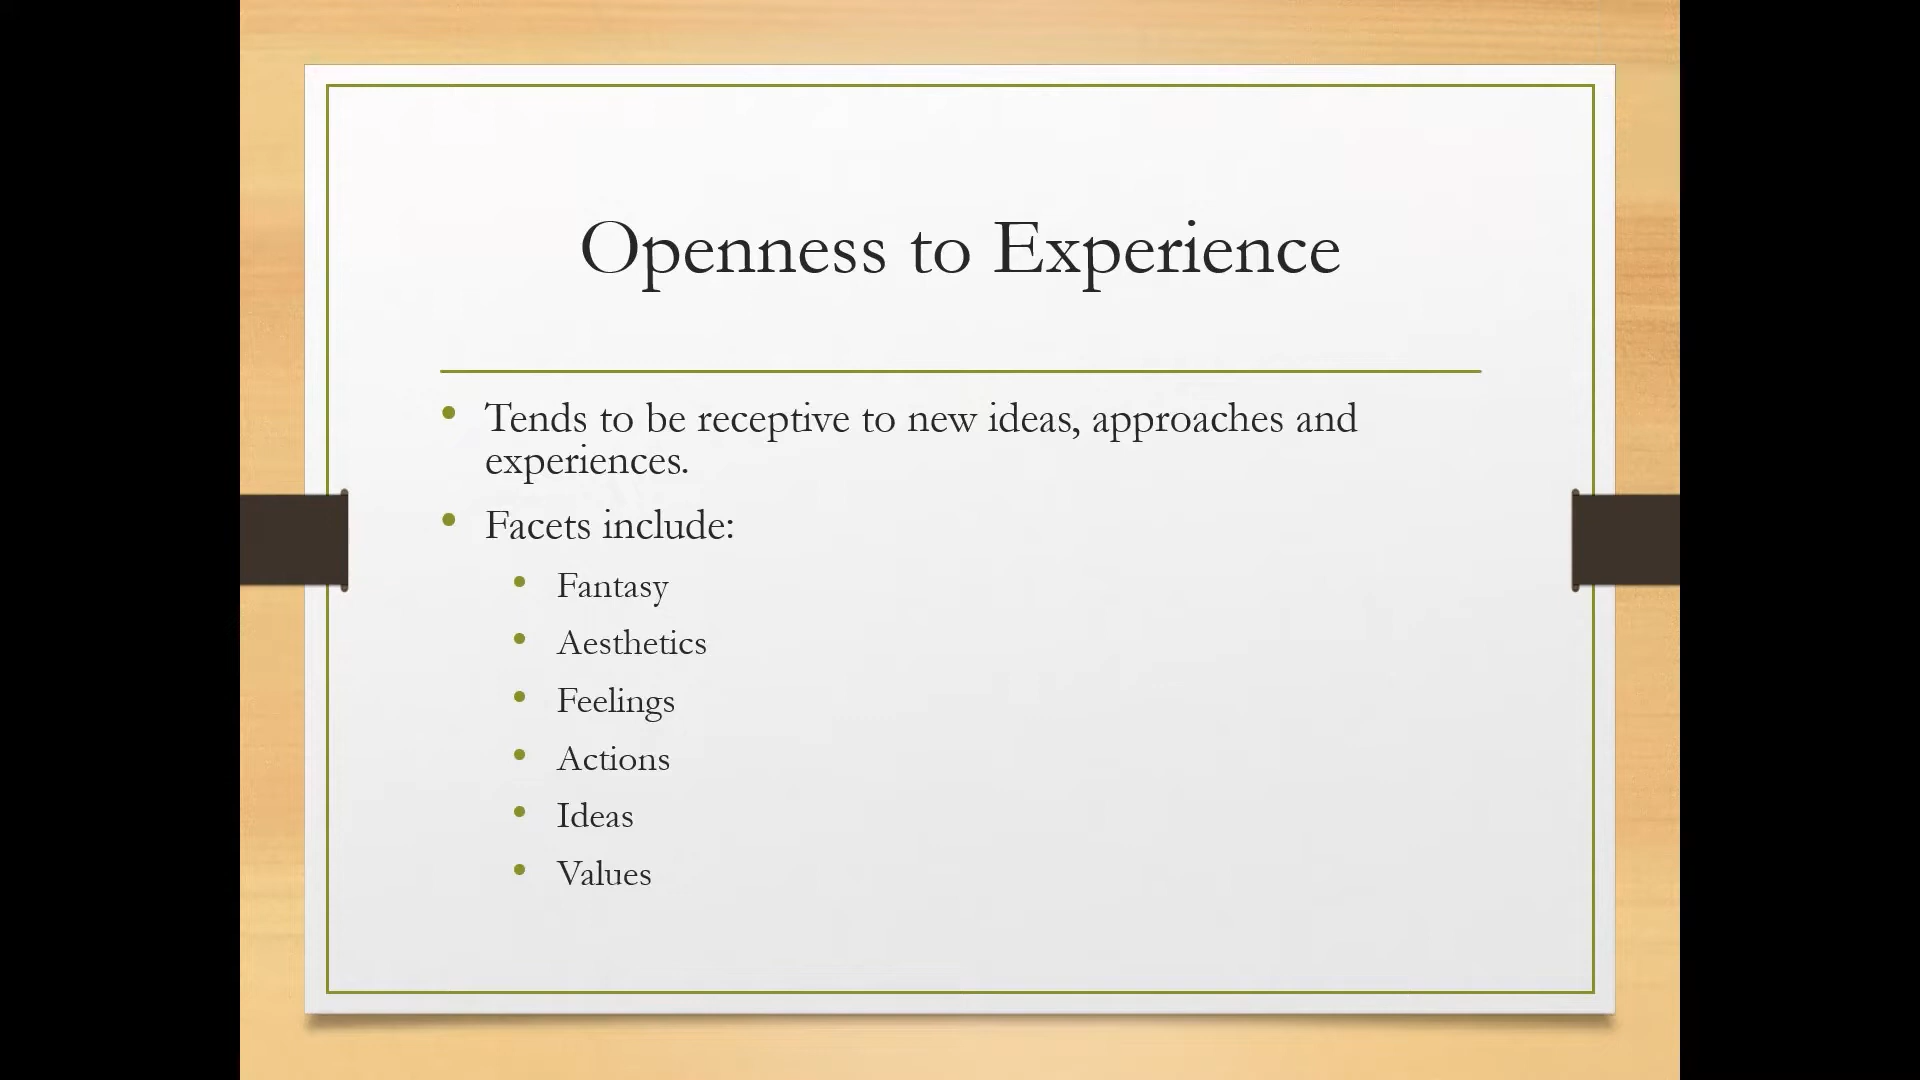 Openness to Experience
• Tends to be receptive to new ideas, approaches and
experiences.
• Facets include:
• Fantasy
• Aesthetics
• Feelings
• Actions
• Ideas
• Values